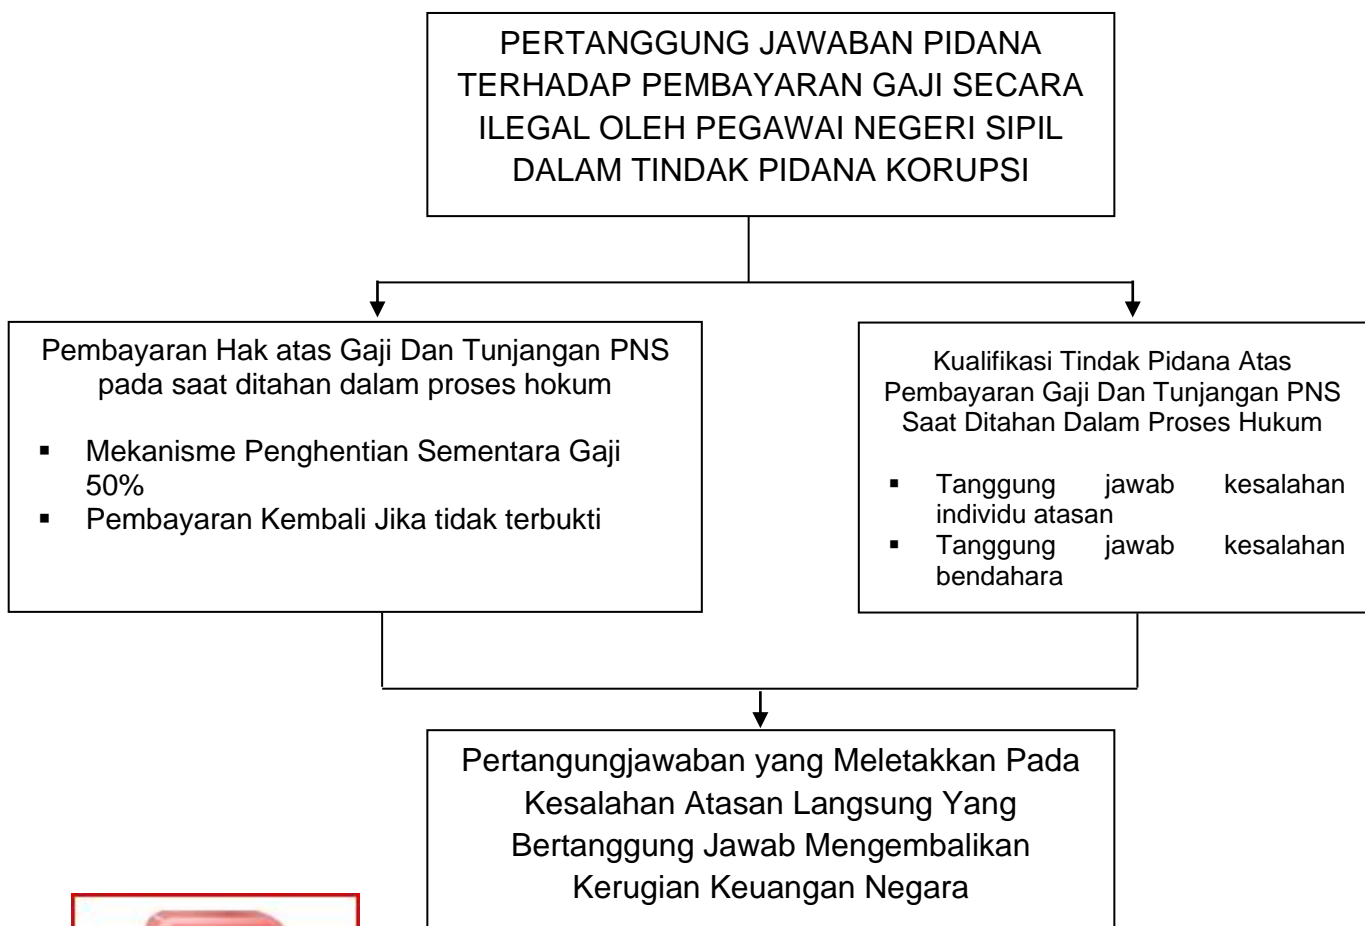 PERTANGGUNG JAWABAN PIDANA
TERHADAP PEMBAYARAN GAJI SECARA
ILEGAL OLEH PEGAWAI NEGERI SIPIL
DALAM TINDAK PIDANA KORUPSI
Pembayaran Hak atas Gaji Dan Tunjangan PNS
pada saat ditahan dalam proses hokum
▪ Mekanisme Penghentian Sementara Gaji
50%
▪ Pembayaran Kembali Jika tidak terbukti
Kualifikasi Tindak Pidana Atas
Pembayaran Gaji Dan Tunjangan PNS
Saat Ditahan Dalam Proses Hukum
▪ Tanggung jawab kesalahan
individu atasan
▪ Tanggung jawab kesalahan
bendahara
Pertangungjawaban yang Meletakkan Pada
Kesalahan Atasan Langsung Yang
Bertanggung Jawab Mengembalikan
Kerugian Keuangan Negara